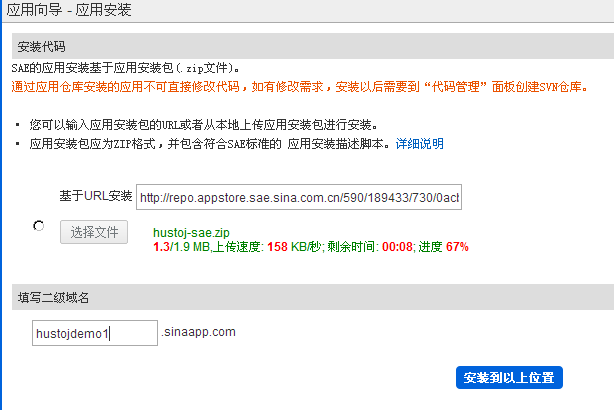 应用向导 - 应用安装
安装代码
SAE的应用安装基于应用安装包(.zip文件)。
通过应用仓库安装的应用不可直接修改代码，如有修改需求，安装以后需要到“代码管理”面板创建SVN仓库。
• 您可以输入应用安装包的URL或者从本地上传应用安装包进行安装。
• 应用安装包应为ZIP格式，并包含符合SAE标准的 应用安装描述脚本。详细说明
基于URL安装 http://repo.appstore.sae.sina.com.cn/590/189433/730/0act
选择文件 hustoj-sae.zip
1.3/1.9 MB,上传速度: 158 KB/秒; 剩余时间: 00:08; 进度 67%
填写二级域名
hustojdemo1 .sinaapp.com
安装到以上位置